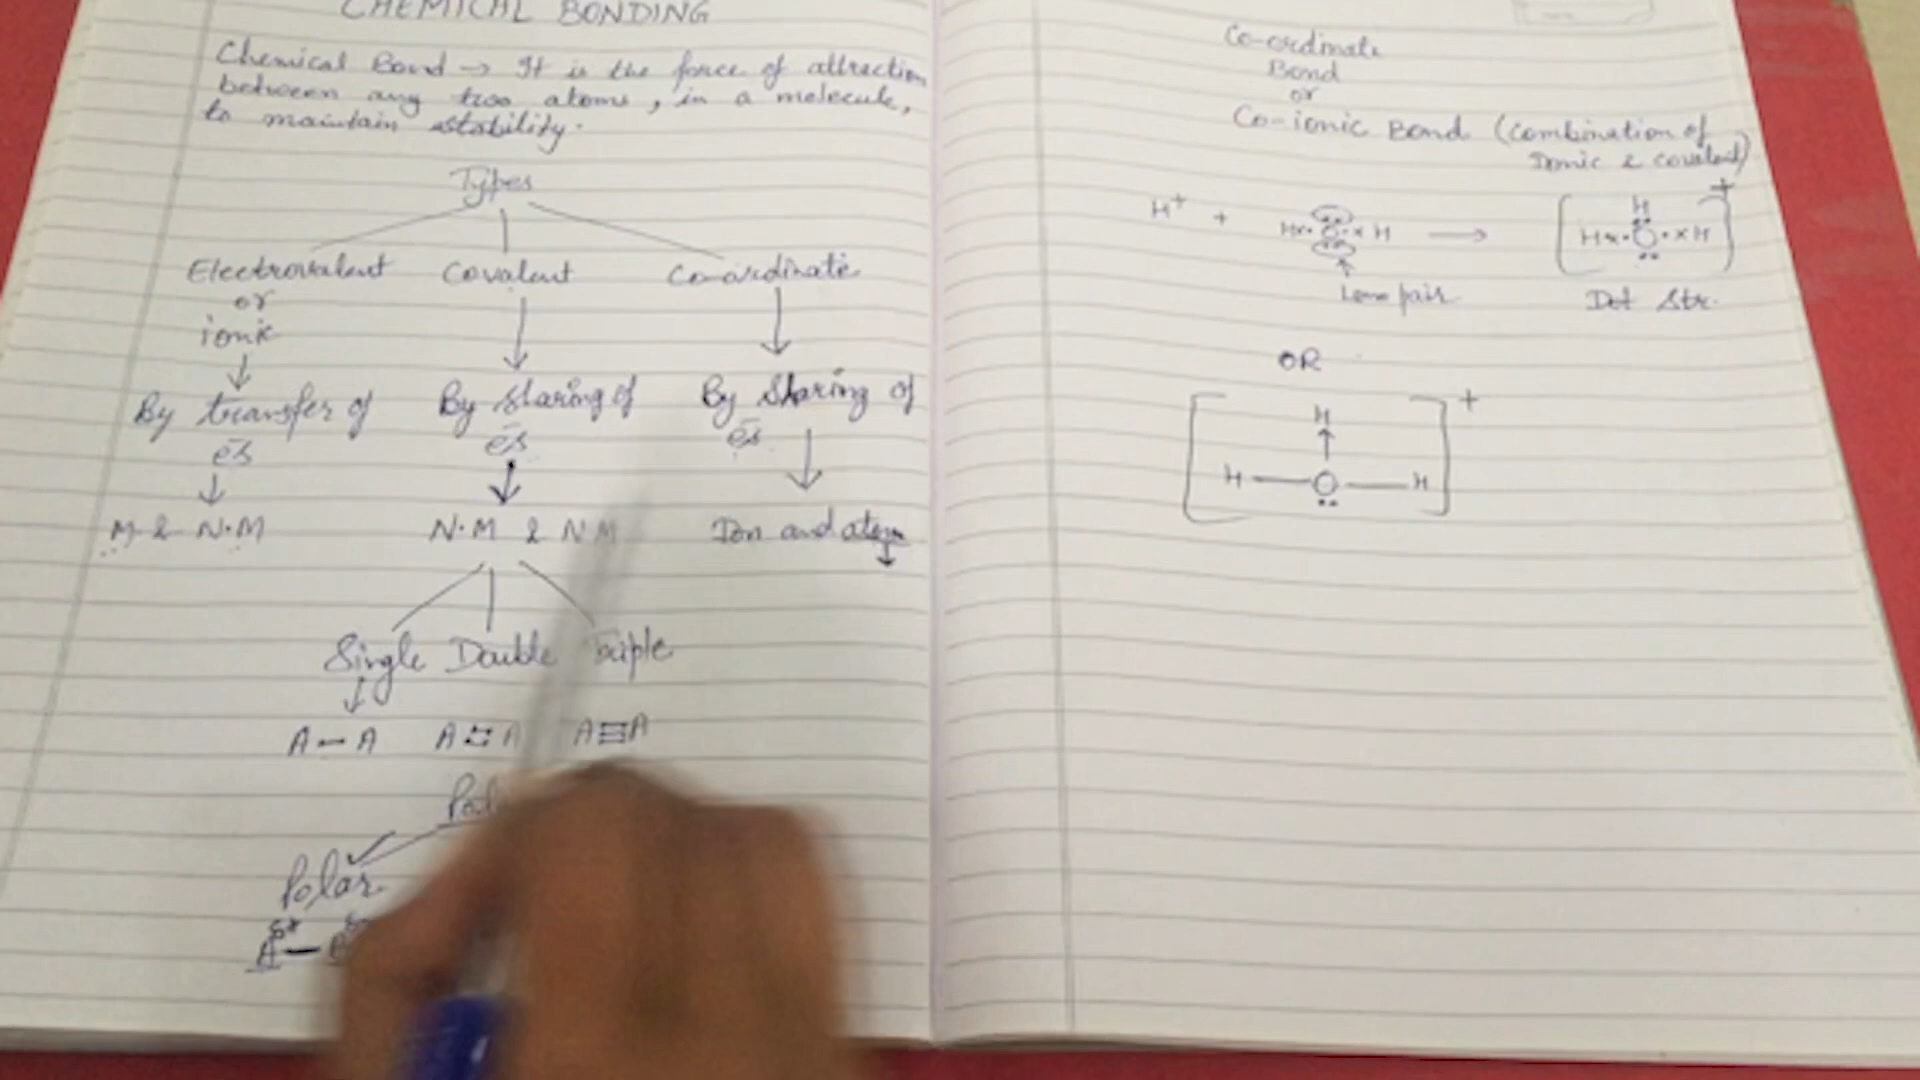 CHEMICAL BONDING
Chemical Bond → It is the force of attraction
between any two atoms, in a molecule,
to maintain stability.
Types
Electrovalent
or
ionic
Covalent
Co-ordinate
By transfer of
ēs
By sharing of
ēs
By sharing of
ēs
M & N.M
N.M & N.M
Ion and atom
Single Double Triple
A—A A=A A≡A
Polar
A—B
δ+ δ-
Co-ordinate
Bond
or
Co-ionic Bond (combination of
Ionic & covalent)
H⁺ + H×•O•×H → [H×•O•×H]⁺
H
Lone pair
Dot Str.
OR
+
H
↑
H — O — H